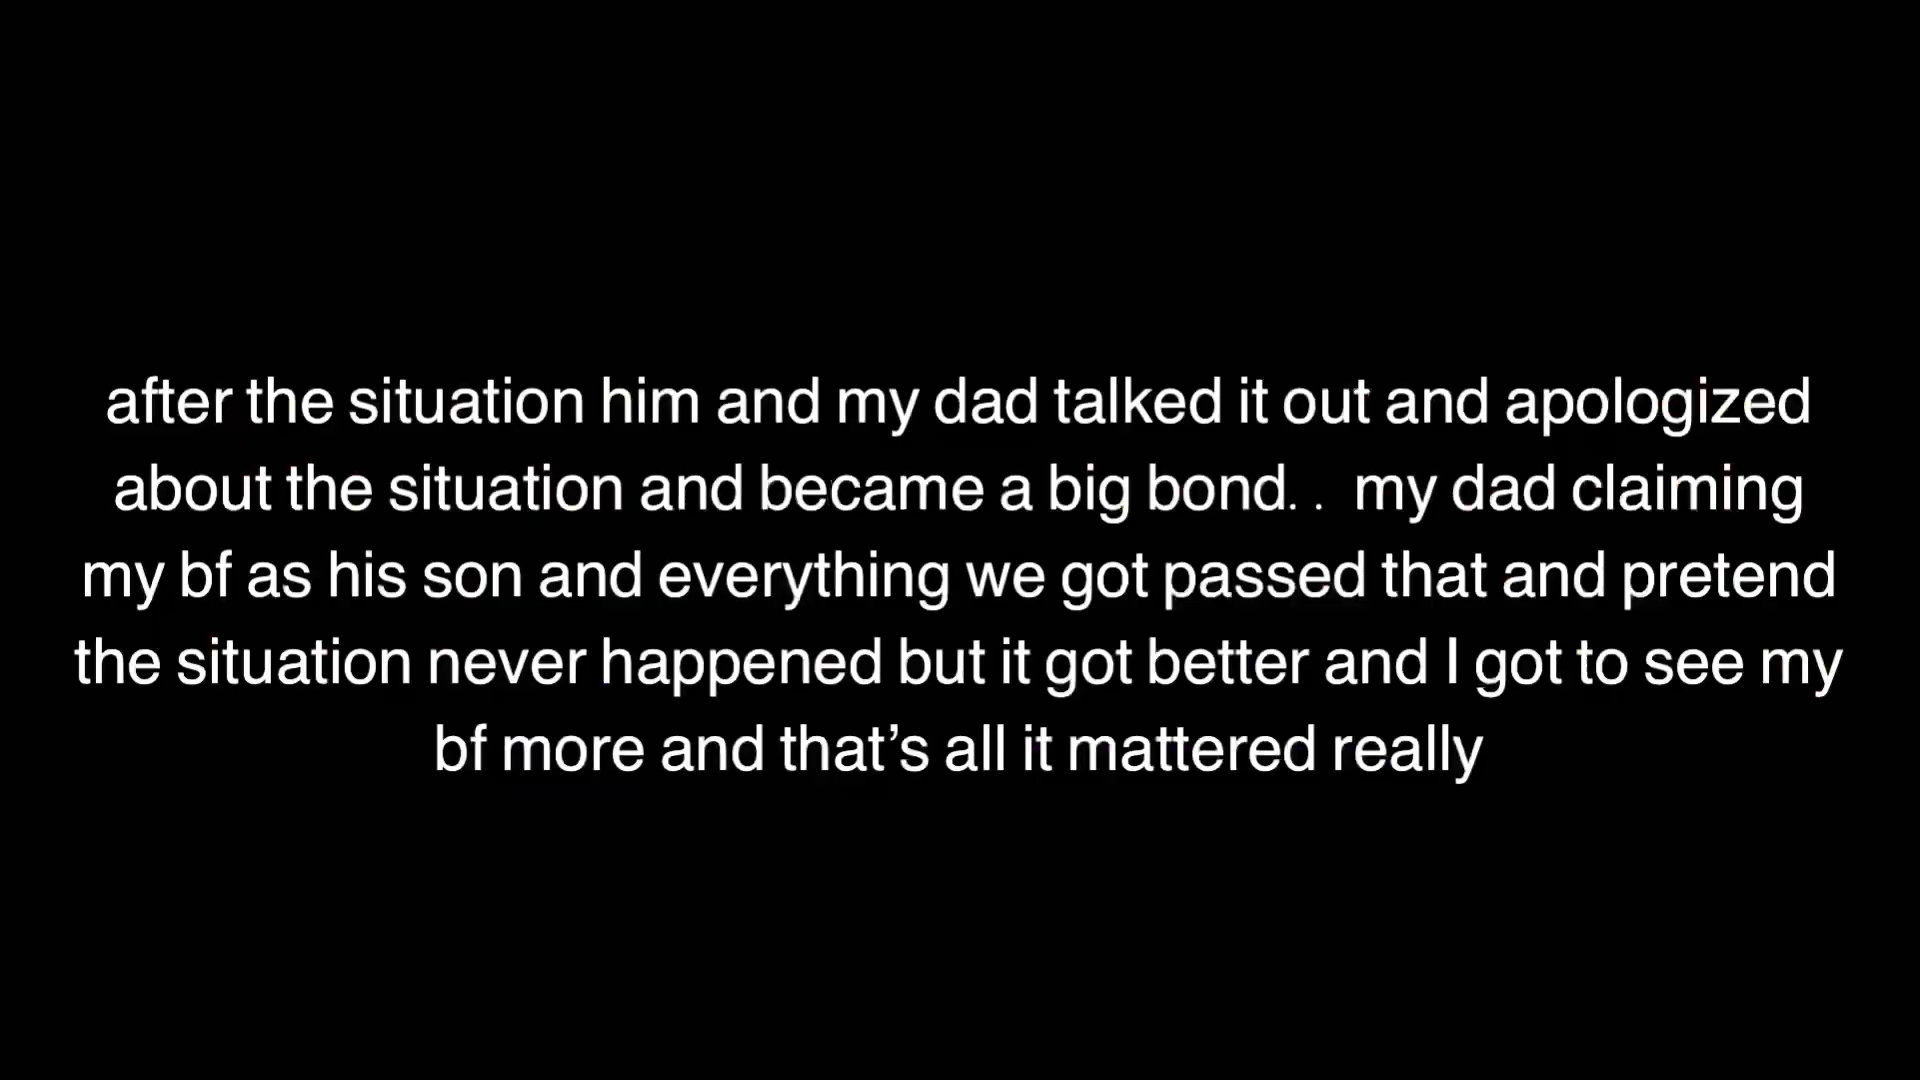 after the situation him and my dad talked it out and apologized
about the situation and became a big bond. .  my dad claiming
my bf as his son and everything we got passed that and pretend
the situation never happened but it got better and I got to see my
bf more and that’s all it mattered really